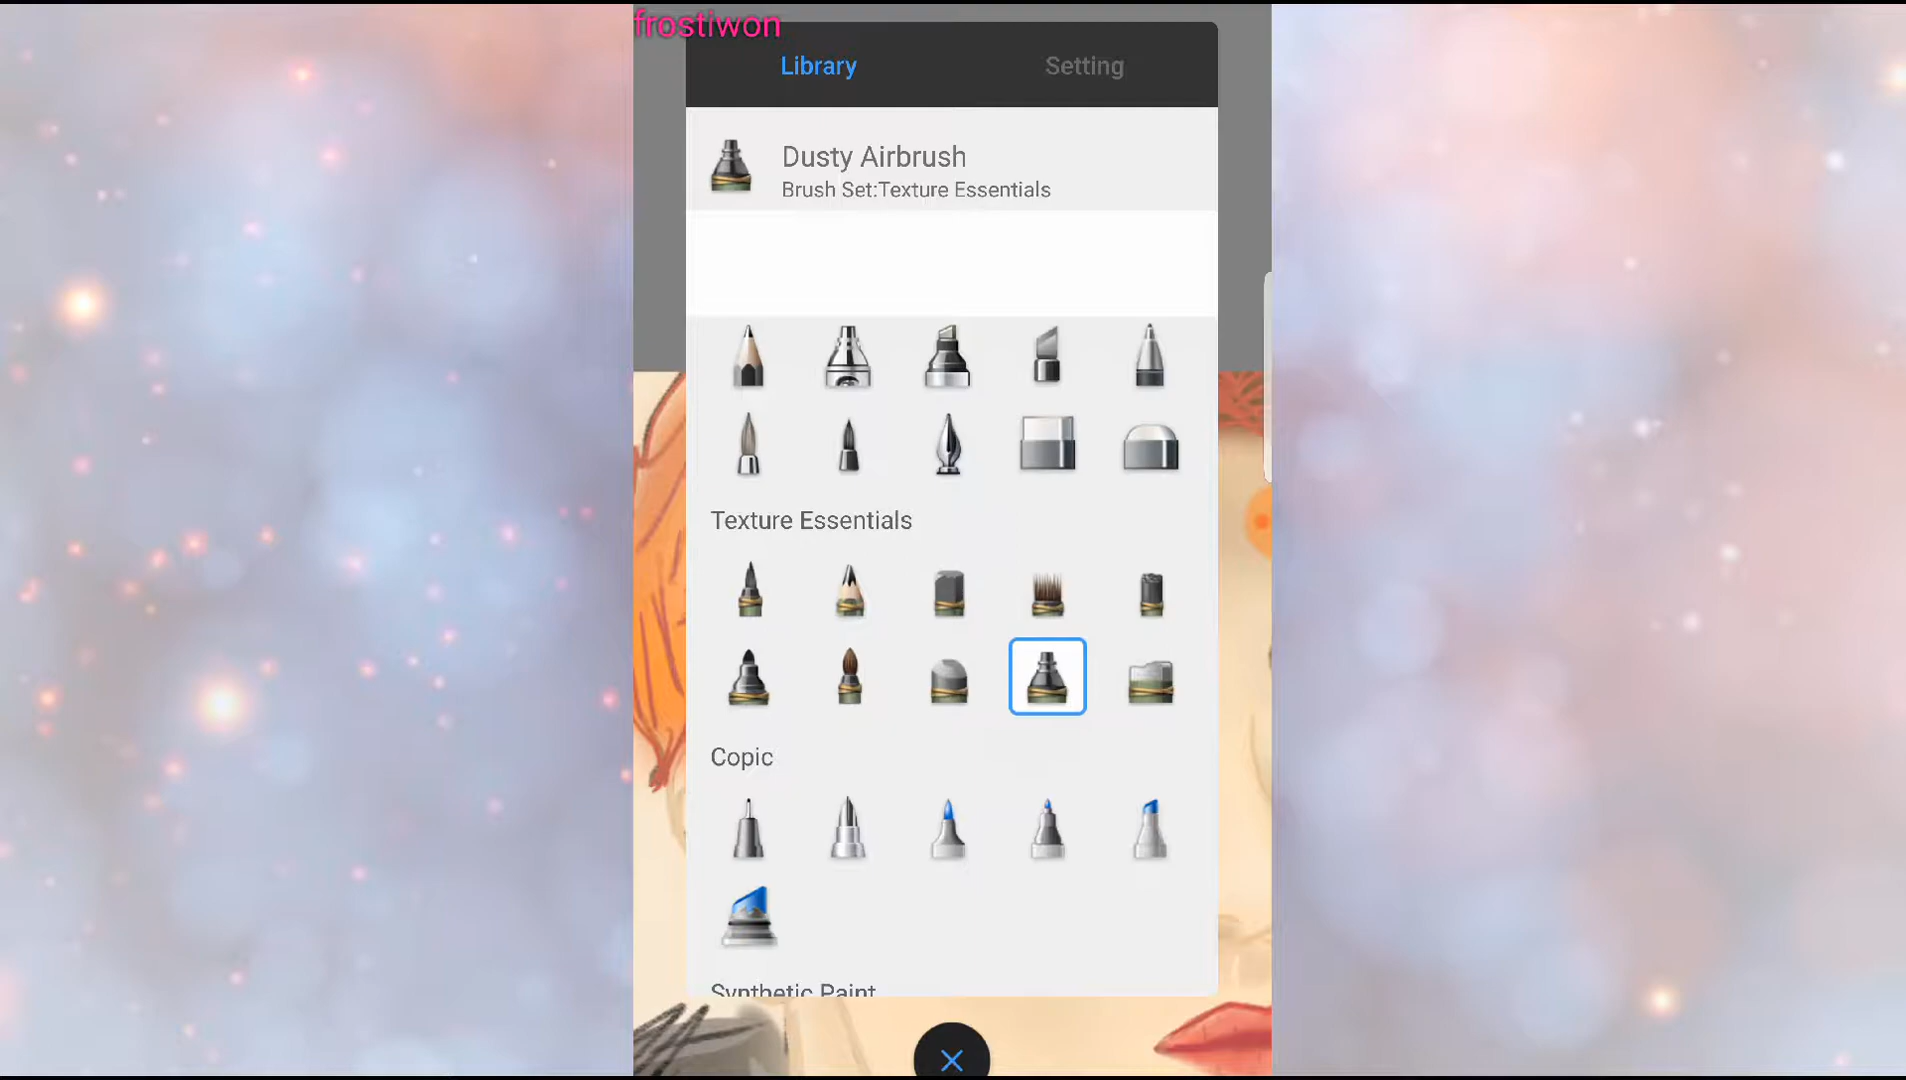 frostiwon
Library
Setting
Dusty Airbrush
Brush Set:Texture Essentials
Texture Essentials
Copic
Synthetic Paint